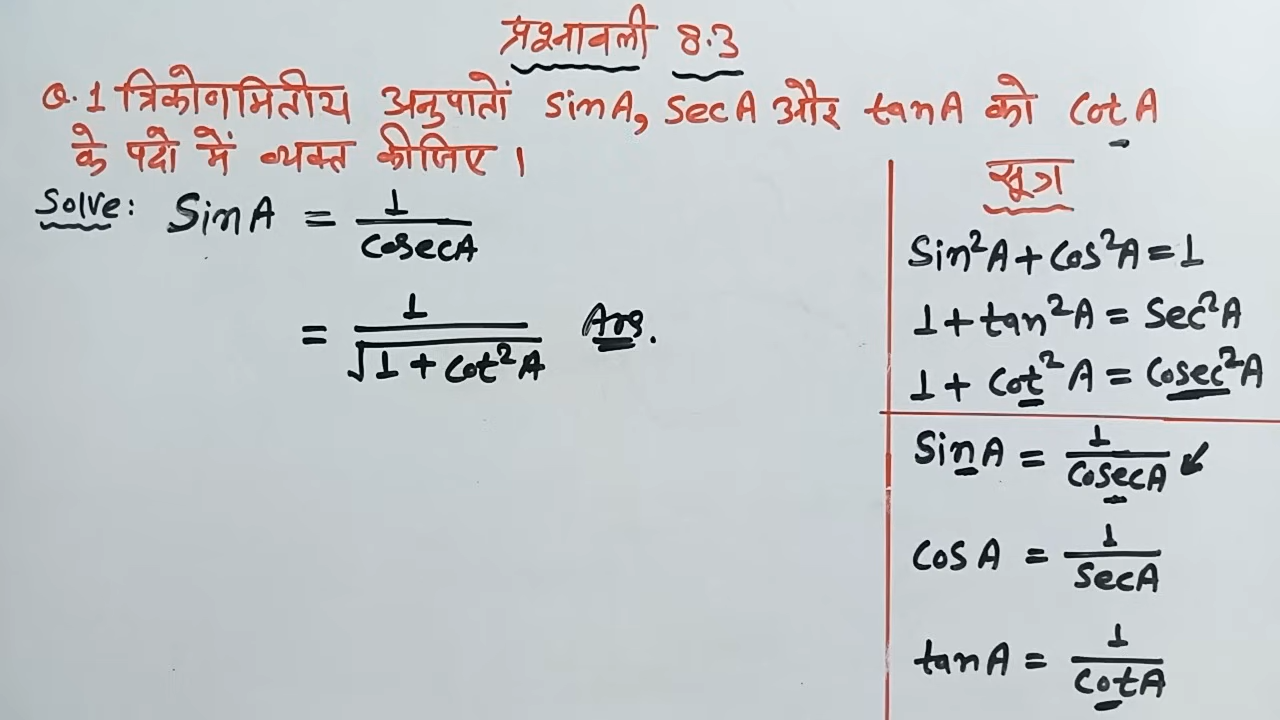 प्रश्नावली 8.3
Q.1 त्रिकोणमितीय अनुपातों sinA, secA और tanA को cotA
के पदो में व्यक्त कीजिए।
Solve: SinA = 1/CosecA
= 1/√1+cot²A Ans.
सूत्र
Sin²A+Cos²A=1
1+tan²A=Sec²A
1+Cot²A=Cosec²A
SinA = 1/CosecA ↙
CosA = 1/SecA
tanA = 1/CotA